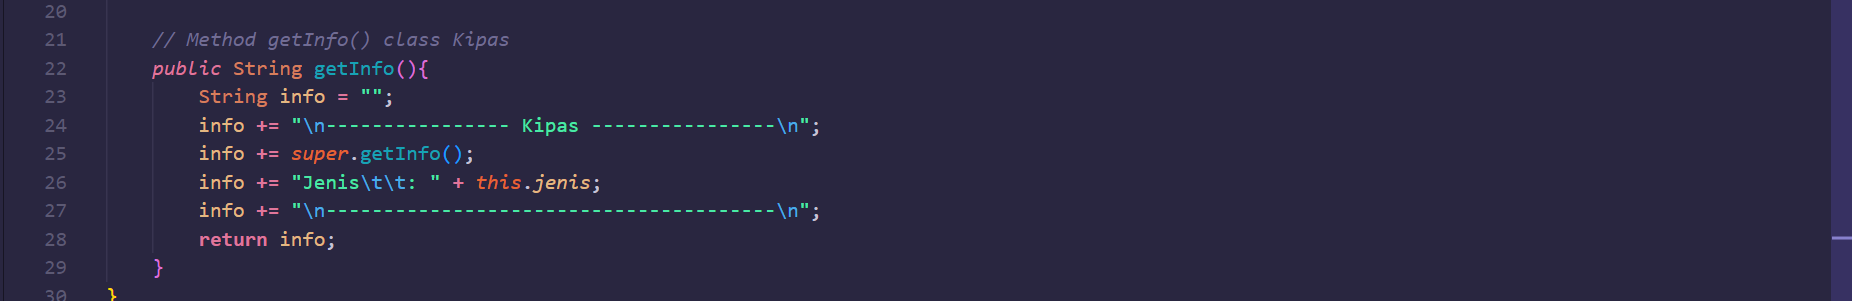 20
21 // Method getInfo() class Kipas
22 public String getInfo(){
23 String info = "";
24 info += "\n---------------- Kipas ----------------\n";
25 info += super.getInfo();
26 info += "Jenis\t\t: " + this.jenis;
27 info += "\n---------------------------------------\n";
28 return info;
29 }
30 }